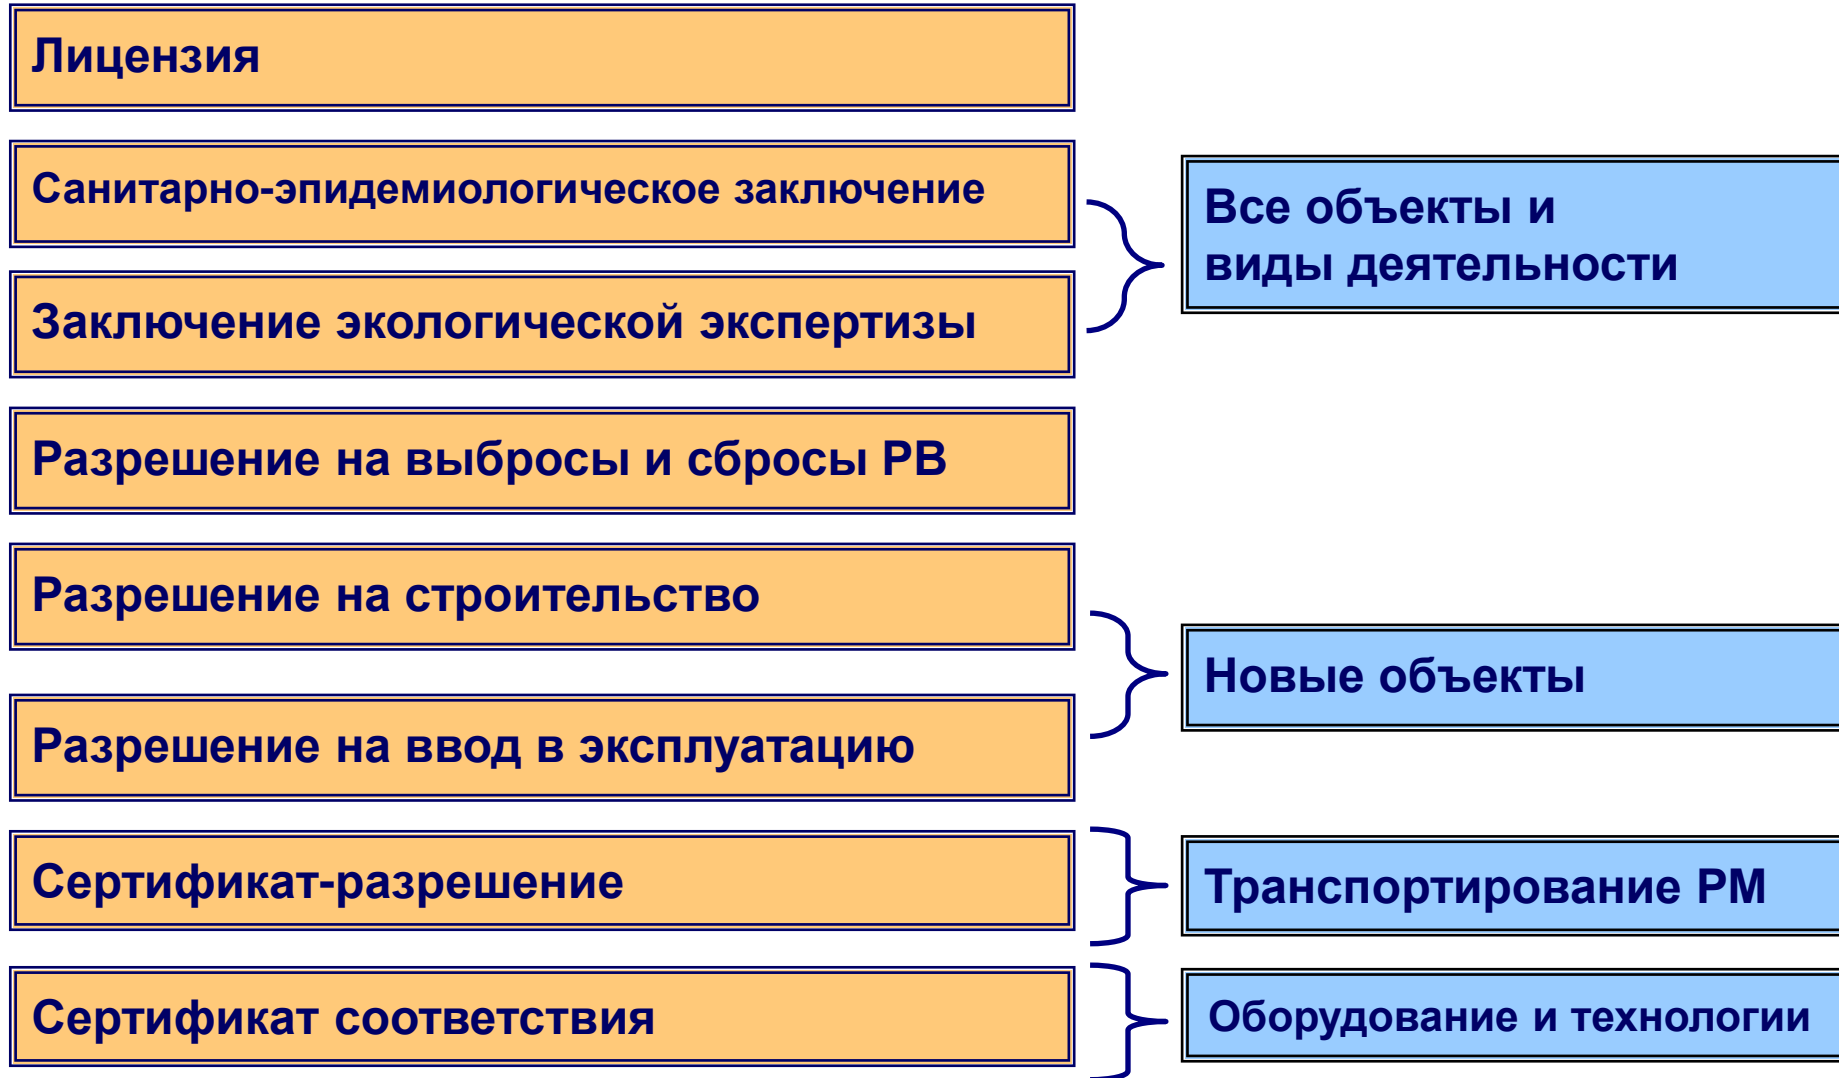 Лицензия
Санитарно-эпидемиологическое заключение
Заключение экологической экспертизы
Все объекты и
виды деятельности
Разрешение на выбросы и сбросы РВ
Разрешение на строительство
Разрешение на ввод в эксплуатацию
Новые объекты
Сертификат-разрешение
Транспортирование РМ
Сертификат соответствия
Оборудование и технологии